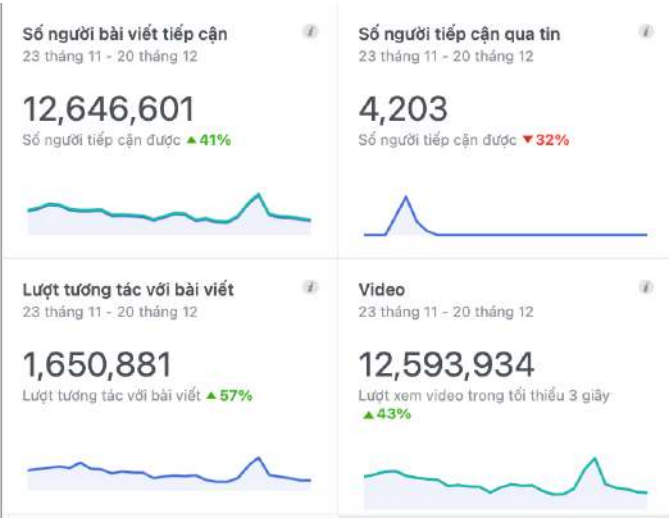 Số người bài viết tiếp cận
23 tháng 11 - 20 tháng 12
12,646,601
Số người tiếp cận được ▲41%
Số người tiếp cận qua tin
23 tháng 11 - 20 tháng 12
4,203
Số người tiếp cận được ▼32%
Lượt tương tác với bài viết
23 tháng 11 - 20 tháng 12
1,650,881
Lượt tương tác với bài viết ▲57%
Video
23 tháng 11 - 20 tháng 12
12,593,934
Lượt xem video trong tối thiểu 3 giây
▲43%